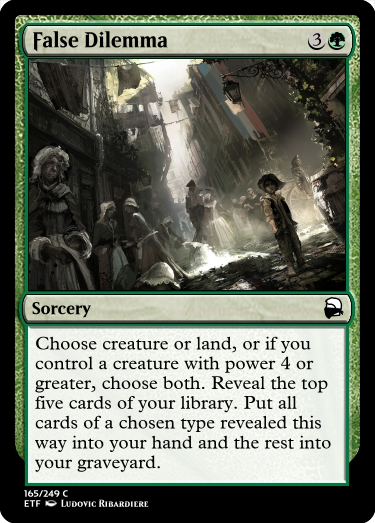 False Dilemma 3
Sorcery
Choose creature or land, or if you
control a creature with power 4 or
greater, choose both. Reveal the top
five cards of your library. Put all
cards of a chosen type revealed this
way into your hand and the rest into
your graveyard.
165/249 C
ETF Ludovic Ribardiere